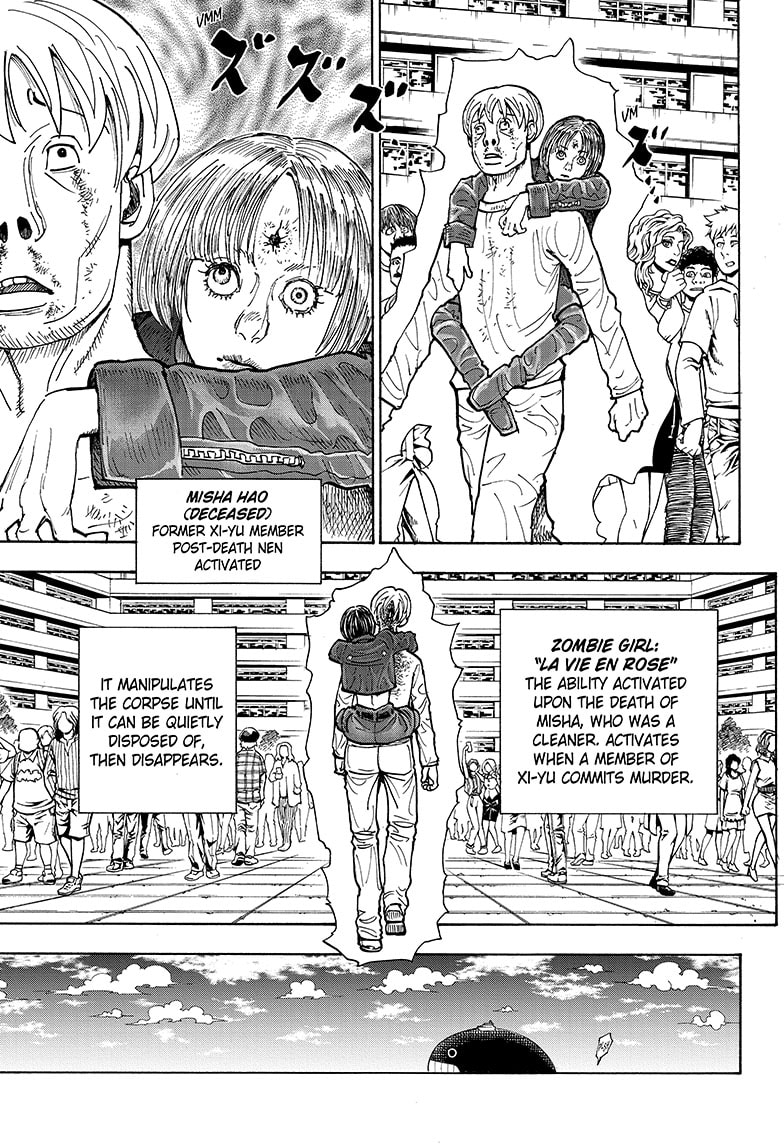 VMM
ズズズ
VM
ズ
MISHA HAO
(DECEASED)
FORMER XI-YU MEMBER
POST-DEATH NEN
ACTIVATED
ZOMBIE GIRL:
"LA VIE EN ROSE"
THE ABILITY ACTIVATED
UPON THE DEATH OF
MISHA, WHO WAS A
CLEANER. ACTIVATES
WHEN A MEMBER OF
XI-YU COMMITS MURDER.
IT MANIPULATES
THE CORPSE UNTIL
IT CAN BE QUIETLY
DISPOSED OF,
THEN DISAPPEARS.